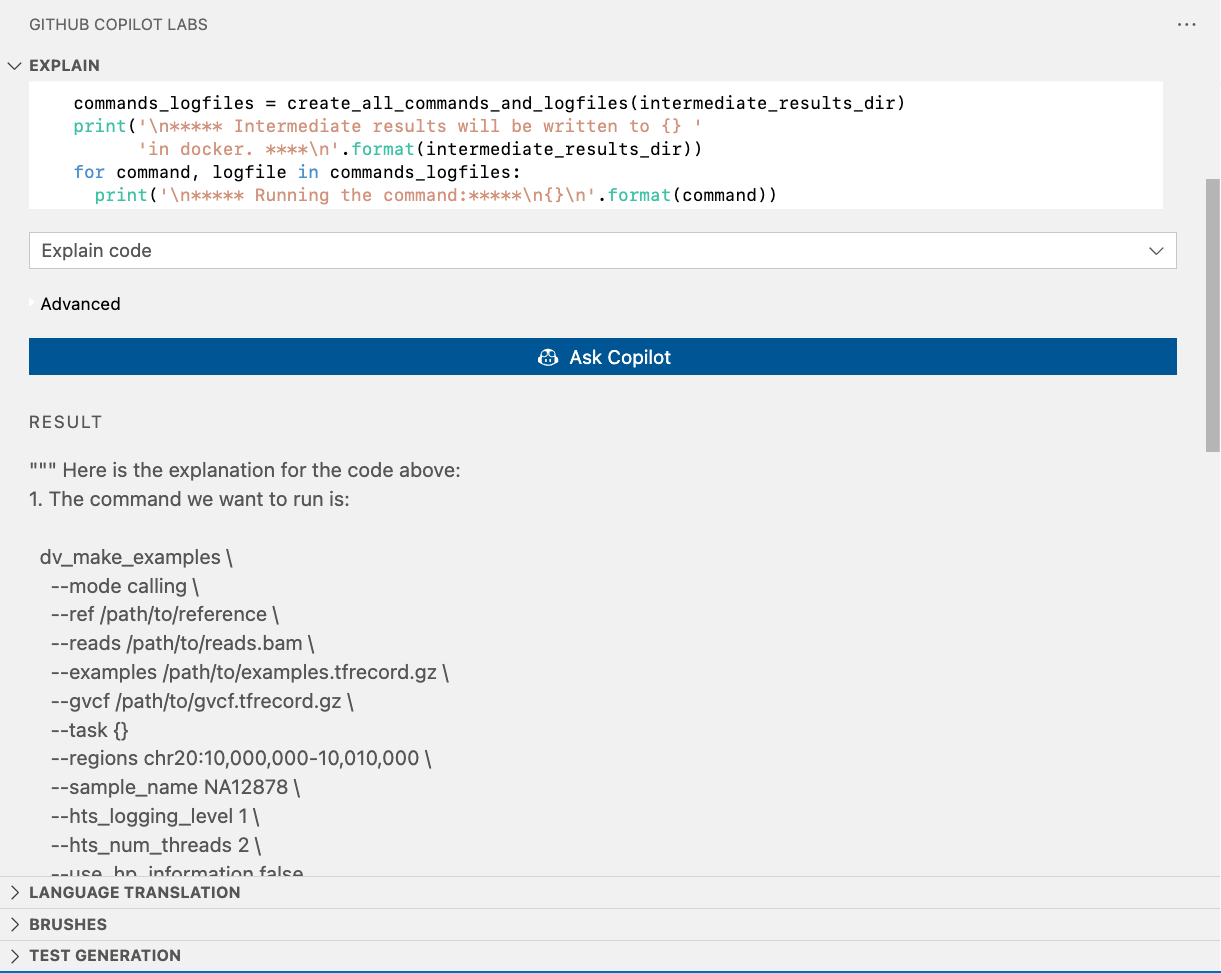 GITHUB COPILOT LABS
EXPLAIN
commands_logfiles = create_all_commands_and_logfiles(intermediate_results_dir)
print('\n***** Intermediate results will be written to {} '
'in docker. ****\n'.format(intermediate_results_dir))
for command, logfile in commands_logfiles:
print('\n***** Running the command:*****\n{}\n'.format(command))
Explain code
Advanced
Ask Copilot
RESULT
""" Here is the explanation for the code above:
1. The command we want to run is:
dv_make_examples \
--mode calling \
--ref /path/to/reference \
--reads /path/to/reads.bam \
--examples /path/to/examples.tfrecord.gz \
--gvcf /path/to/gvcf.tfrecord.gz \
--task {}
--regions chr20:10,000,000-10,010,000 \
--sample_name NA12878 \
--hts_logging_level 1 \
--hts_num_threads 2 \
--use_hp_information false
LANGUAGE TRANSLATION
BRUSHES
TEST GENERATION